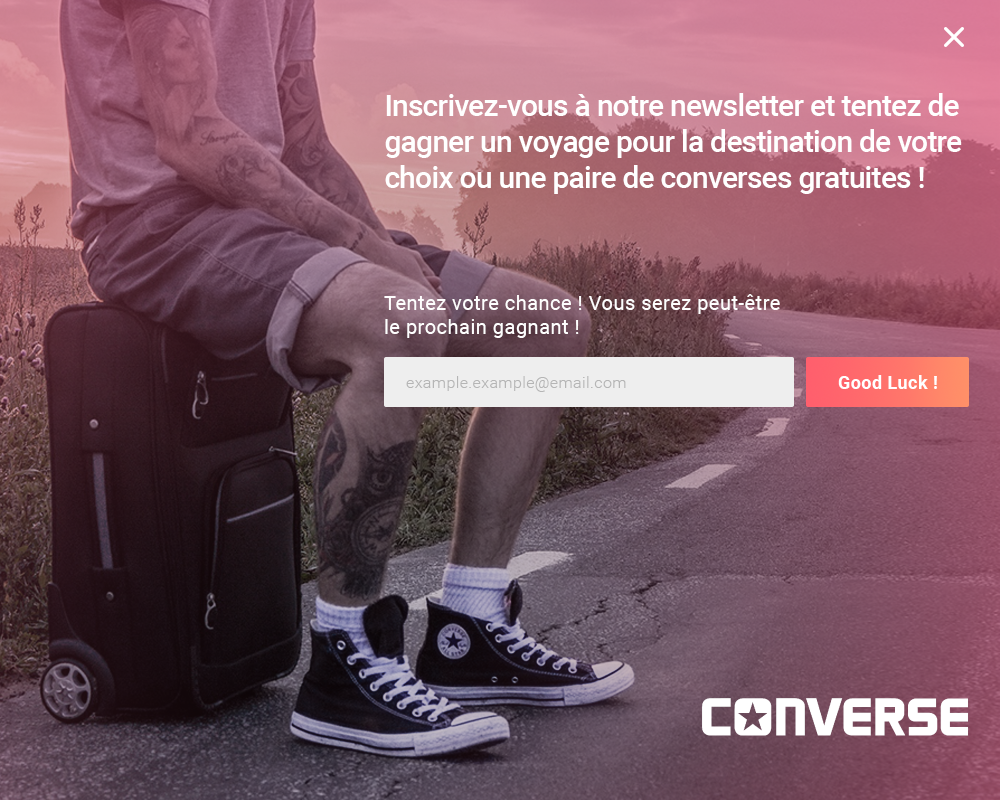 Inscrivez-vous à notre newsletter et tentez de
gagner un voyage pour la destination de votre
choix ou une paire de converses gratuites !
Tentez votre chance ! Vous serez peut-être
le prochain gagnant !
example.example@email.com
Good Luck !
CONVERSE